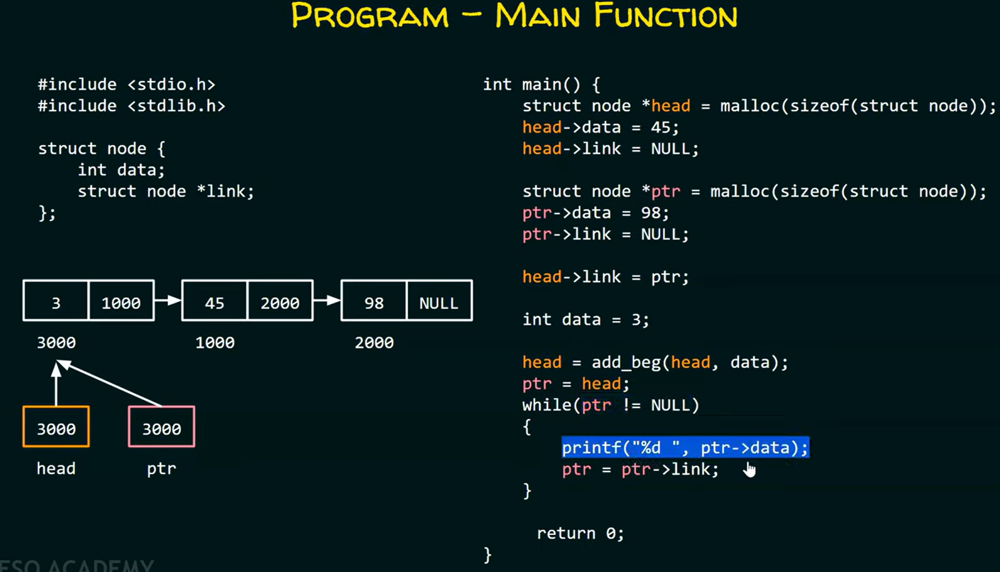 PROGRAM – MAIN FUNCTION
#include <stdio.h>
#include <stdlib.h>
struct node {
int data;
struct node *link;
};
3 1000 45 2000 98 NULL
3000 1000 2000
3000 3000
head ptr
int main() {
struct node *head = malloc(sizeof(struct node));
head->data = 45;
head->link = NULL;
struct node *ptr = malloc(sizeof(struct node));
ptr->data = 98;
ptr->link = NULL;
head->link = ptr;
int data = 3;
head = add_beg(head, data);
ptr = head;
while(ptr != NULL)
{
printf("%d ", ptr->data);
ptr = ptr->link;
}
return 0;
}
ESO ACADEMY